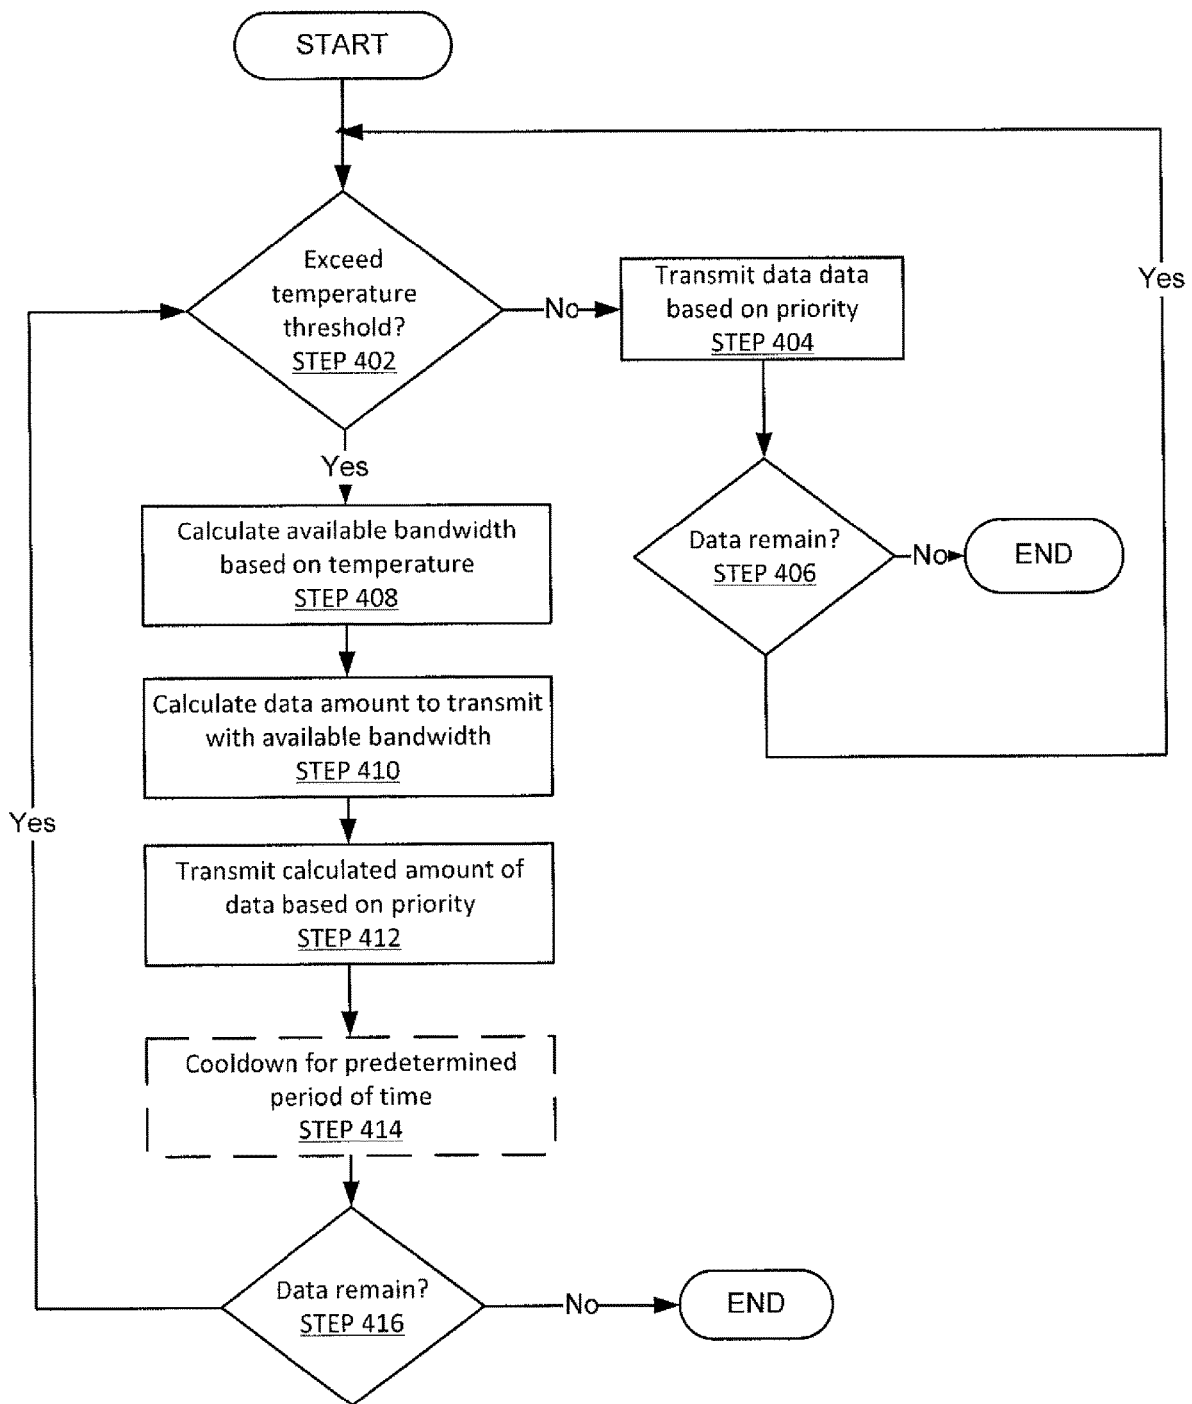 START
Exceed
temperature
threshold?
STEP 402
No
Transmit data data
based on priority
STEP 404
Yes
Yes
Data remain?
STEP 406
No
END
Calculate available bandwidth
based on temperature
STEP 408
Calculate data amount to transmit
with available bandwidth
STEP 410
Yes
Transmit calculated amount of
data based on priority
STEP 412
Cooldown for predetermined
period of time
STEP 414
Data remain?
STEP 416
No
END